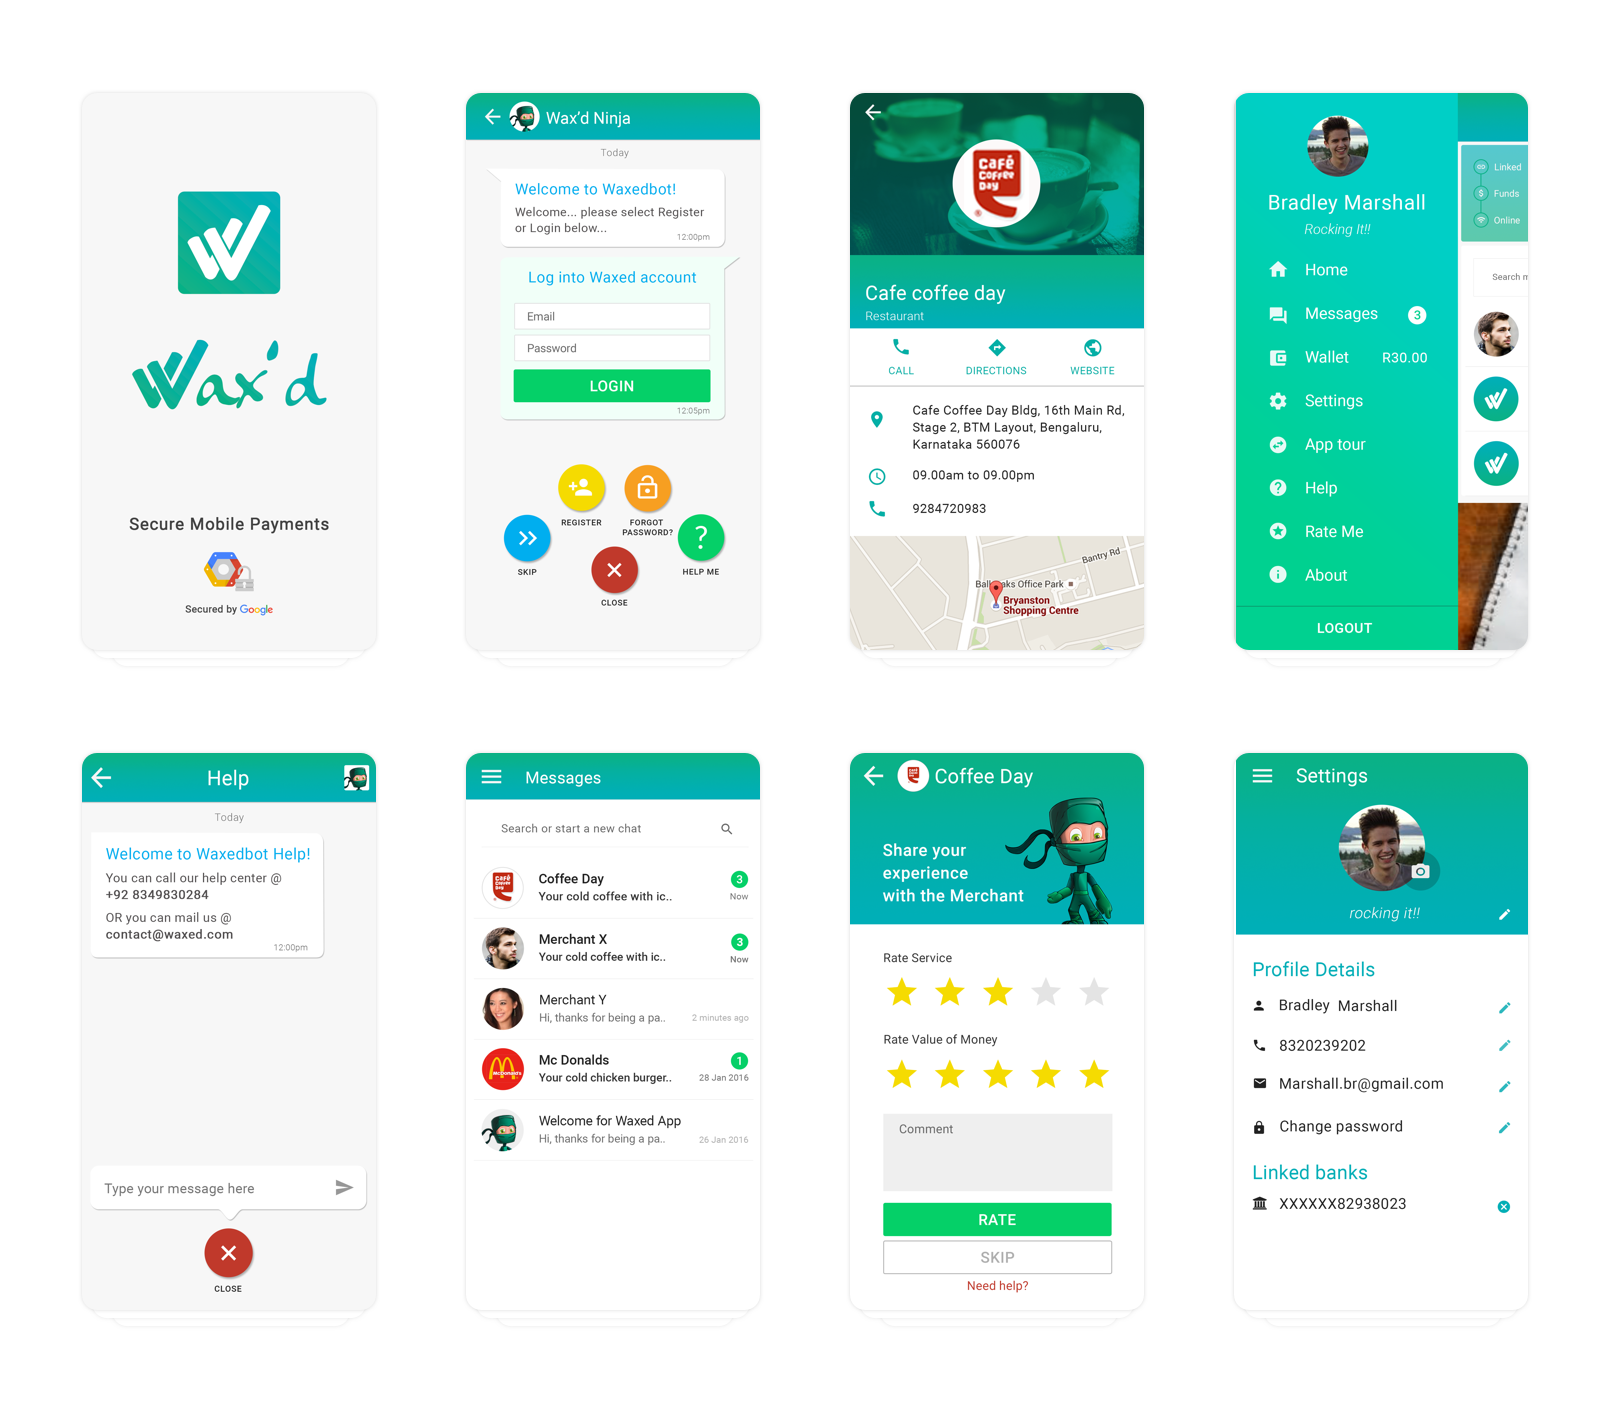 Wax'd
Secure Mobile Payments
Secured by Google
Wax'd Ninja
Today
Welcome to Waxedbot!
Welcome... please select Register
or Login below...
12:00pm
Log into Waxed account
Email
Password
LOGIN
12:05pm
REGISTER
FORGOT
PASSWORD?
SKIP
HELP ME
CLOSE
Café
Coffee
Day
Cafe coffee day
Restaurant
CALL
DIRECTIONS
WEBSITE
Cafe Coffee Day Bldg, 16th Main Rd,
Stage 2, BTM Layout, Bengaluru,
Karnataka 560076
09.00am to 09.00pm
9284720983
Bantry Rd
Office Park
Bryanston
Shopping Centre
Bradley Marshall
Rocking It!!
Home
Messages 3
Wallet R30.00
Settings
App tour
Help
Rate Me
About
LOGOUT
Linked
Funds
Online
Search
Help
Today
Welcome to Waxedbot Help!
You can call our help center @
+92 8349830284
OR you can mail us @
contact@waxed.com
12:00pm
Type your message here
CLOSE
Messages
Search or start a new chat
Café
Coffee
Day
Coffee Day 3
Your cold coffee with ic.. Now
Merchant X 3
Your cold coffee with ic.. Now
Merchant Y
Hi, thanks for being a pa.. 2 minutes ago
McDonald's
Mc Donalds 1
Your cold chicken burger.. 28 Jan 2016
Welcome for Waxed App
Hi, thanks for being a pa.. 26 Jan 2016
Coffee Day
Share your
experience
with the Merchant
Rate Service
Rate Value of Money
Comment
RATE
SKIP
Need help?
Settings
rocking it!!
Profile Details
Bradley Marshall
8320239202
Marshall.br@gmail.com
Change password
Linked banks
XXXXXX82938023